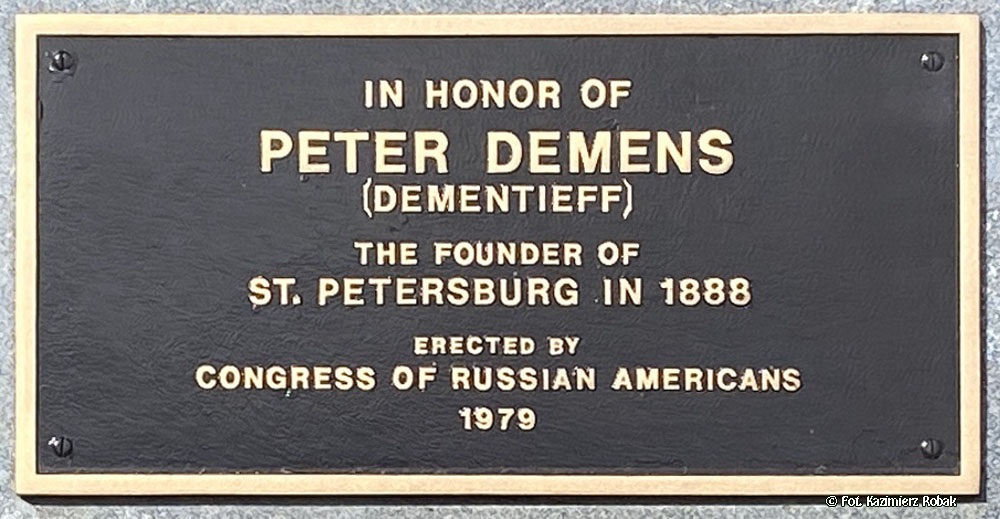 IN HONOR OF
PETER DEMENS
(DEMENTIEFF)
THE FOUNDER OF
ST. PETERSBURG IN 1888
ERECTED BY
CONGRESS OF RUSSIAN AMERICANS
1979
© Fot. Kazimierz Robak